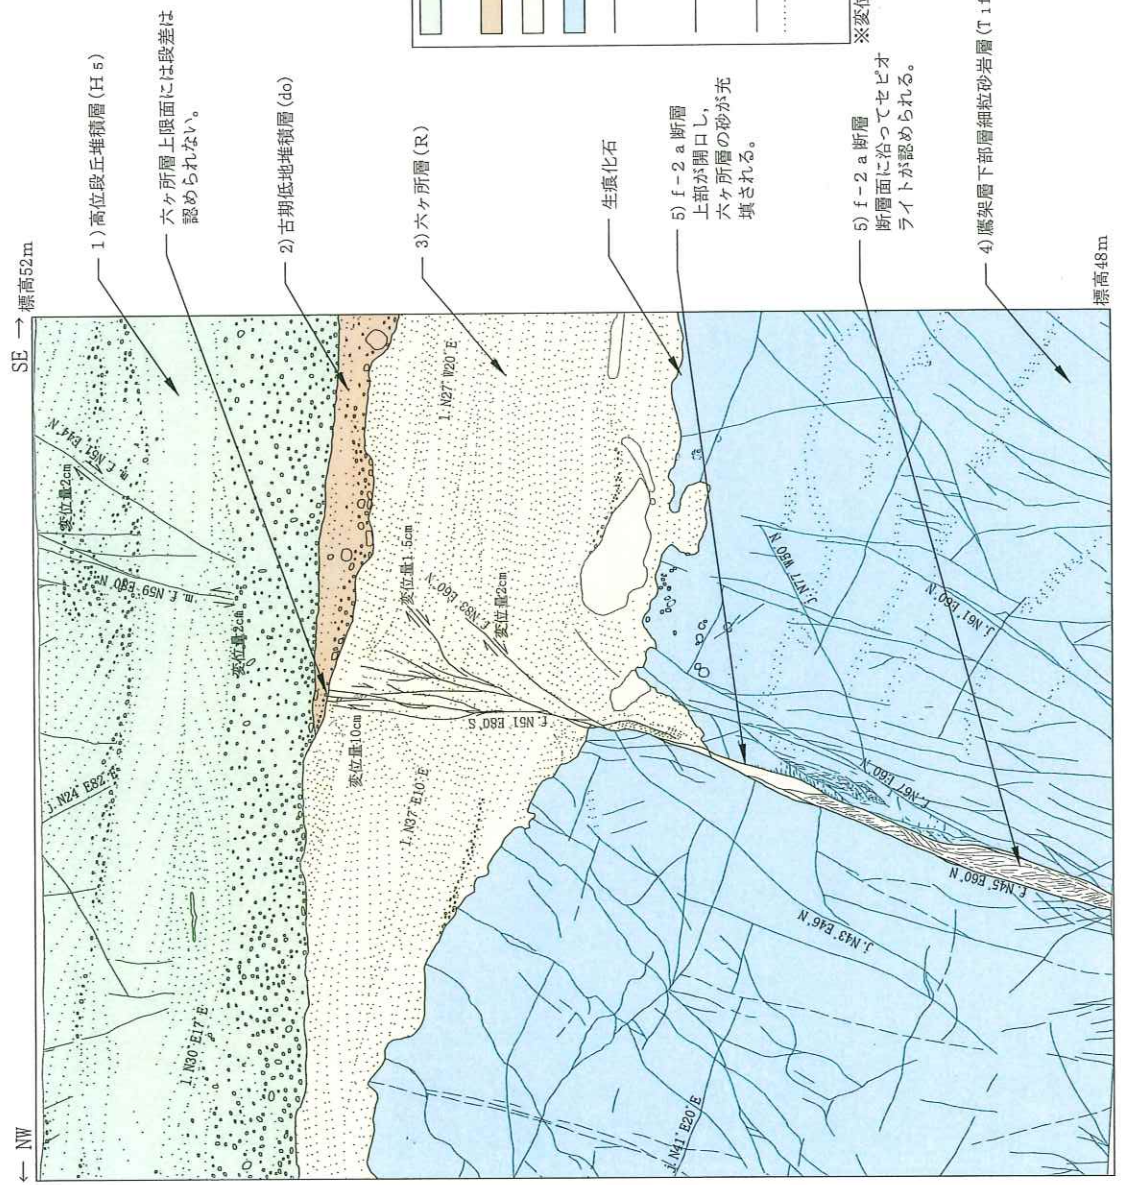 ← NW
SE →
標高52m
1) 高位段丘堆積層(H5)
六ヶ所層上限面には段差は
認められない。
2) 古期低地堆積層(do)
3) 六ヶ所層(R)
生痕化石
5) f-2a断層
上部が開口し,
六ヶ所層の砂が充
填される。
5) f-2a断層
断層面に沿ってセピオ
ライトが認められる。
4) 鷹架層下部層細粒砂岩層(T1f
標高48m
※変位
l.N30°E17°E
j.N24°E82°E
m.f.N59°E80°N
変位量2cm
m.f.N61°E44°N
変位量2cm
l.N37°E10°E
変位量10cm
f.N51°E80°S
変位量1.5cm
f.N83°E60°N
変位量2cm
l.N27°W20°E
j.N41°E20°E
j.N43°E46°N
f.N45°E60°N
f.N67°E60°N
j.N77°W50°N
j.N61°E60°N